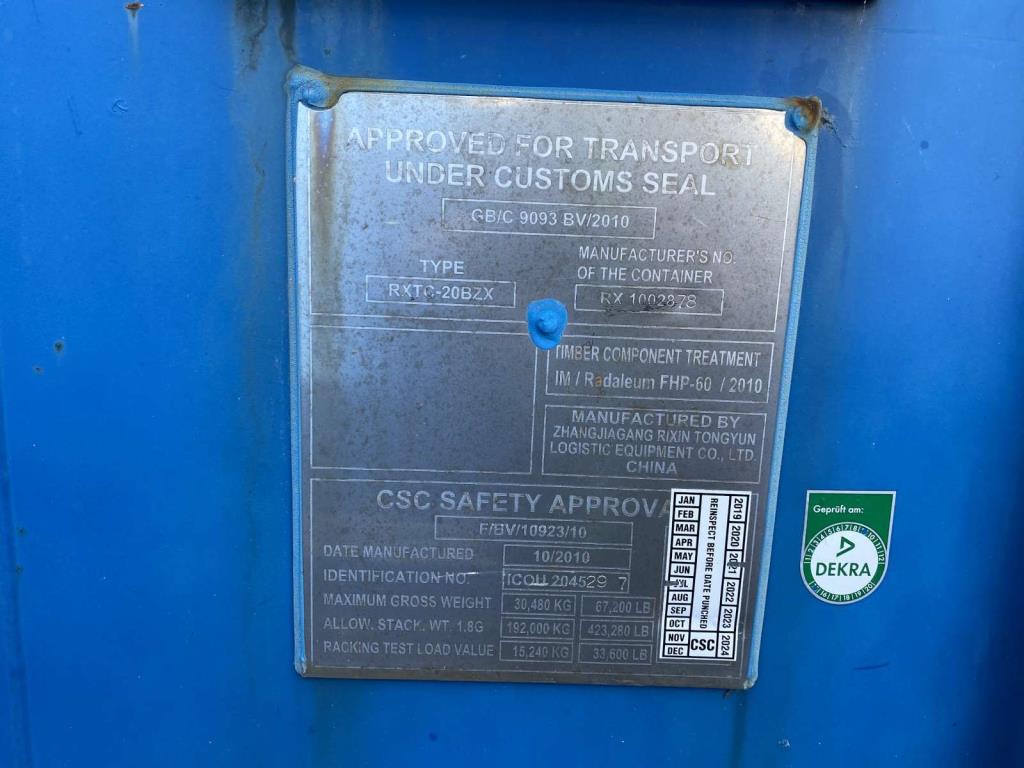 APPROVED FOR TRANSPORT
UNDER CUSTOMS SEAL
GB/C 9093 BV/2010
TYPE
RXTC-20BZX
MANUFACTURER'S NO.
OF THE CONTAINER
RX 1002878
TIMBER COMPONENT TREATMENT
IM / Radaleum FHP-60 / 2010
MANUFACTURED BY
ZHANGJIAGANG RIXIN TONGYUN
LOGISTIC EQUIPMENT CO., LTD.
CHINA
CSC SAFETY APPROVA
F/BV/10923/10
DATE MANUFACTURED 10/2010
IDENTIFICATION NO. ICOU 204529 7
MAXIMUM GROSS WEIGHT 30,480 KG 67,200 LB
ALLOW. STACK. WT. 1.8G 192,000 KG 423,280 LB
RACKING TEST LOAD VALUE 15,240 KG 33,600 LB
JAN
FEB
MAR
APR
MAY
JUN
JUL
AUG
SEP
OCT
NOV
DEC
REINSPECT BEFORE DATE PUNCHED
CSC
2019 2020 2021 2022 2023 2024
Geprüft am:
DEKRA